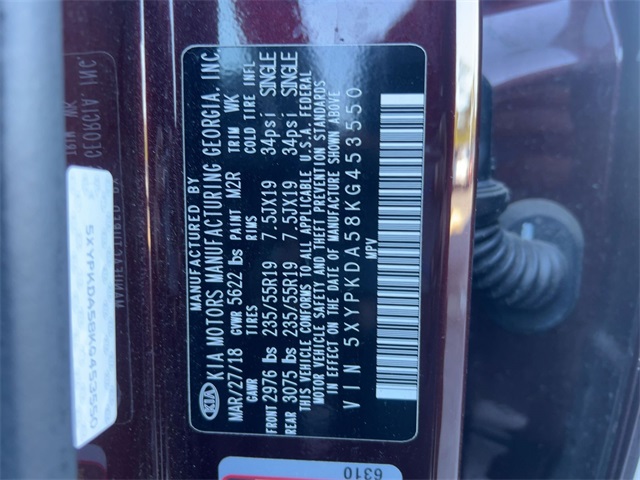 MANUFACTURED BY
KIA KIA MOTORS MANUFACTURING GEORGIA, INC.
MAR/27/18 GVWR 5622 lbs PAINT M2R TRIM WK
GAWR TIRES RIMS COLD TIRE INFL
FRONT 2976 lbs 235/55R19 7.5JX19 34psi SINGLE
REAR 3075 lbs 235/55R19 7.5JX19 34psi SINGLE
THIS VEHICLE CONFORMS TO ALL APPLICABLE U.S.A. FEDERAL
MOTOR VEHICLE SAFETY AND THEFT PREVENTION STANDARDS
IN EFFECT ON THE DATE OF MANUFACTURE SHOWN ABOVE
VIN 5XYPKDA58KG453550
MPV
5XYPKDA58KG453550
6310